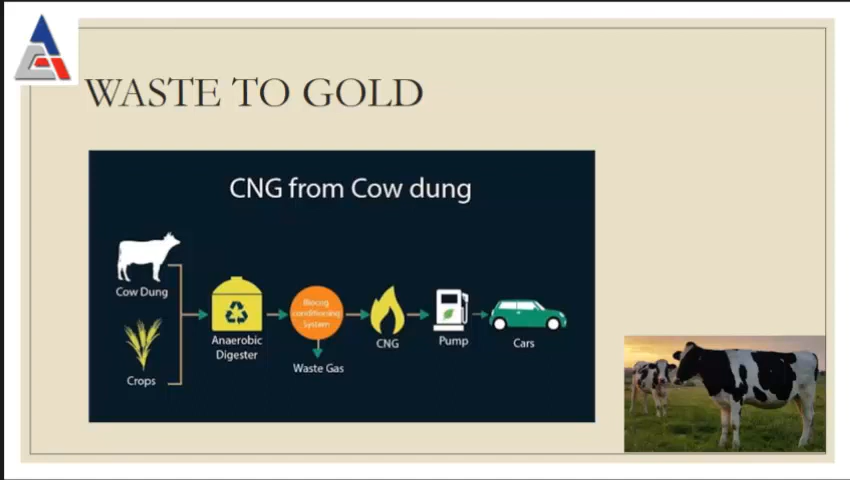 WASTE TO GOLD
CNG from Cow dung
Cow Dung
Crops
Anaerobic
Digester
conditioning
System
Waste Gas
CNG
Pump
Cars